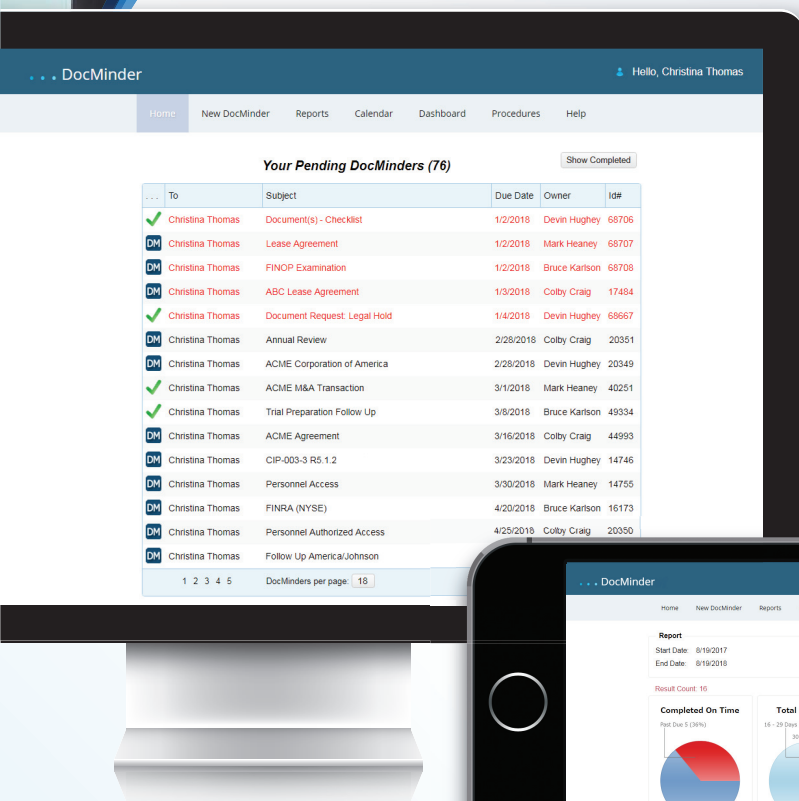 . . . DocMinder
Hello, Christina Thomas
Home New DocMinder Reports Calendar Dashboard Procedures Help
Your Pending DocMinders (76)
Show Completed
. . . To Subject Due Date Owner Id#
Christina Thomas Document(s) - Checklist 1/2/2018 Devin Hughey 68706
DM Christina Thomas Lease Agreement 1/2/2018 Mark Heaney 68707
DM Christina Thomas FINOP Examination 1/2/2018 Bruce Karlson 68708
DM Christina Thomas ABC Lease Agreement 1/3/2018 Colby Craig 17484
Christina Thomas Document Request: Legal Hold 1/4/2018 Devin Hughey 68667
DM Christina Thomas Annual Review 2/28/2018 Colby Craig 20351
DM Christina Thomas ACME Corporation of America 2/28/2018 Devin Hughey 20349
Christina Thomas ACME M&A Transaction 3/1/2018 Mark Heaney 40251
Christina Thomas Trial Preparation Follow Up 3/8/2018 Bruce Karlson 49334
DM Christina Thomas ACME Agreement 3/16/2018 Colby Craig 44993
DM Christina Thomas CIP-003-3 R5.1.2 3/23/2018 Devin Hughey 14746
DM Christina Thomas Personnel Access 3/30/2018 Mark Heaney 14755
DM Christina Thomas FINRA (NYSE) 4/20/2018 Bruce Karlson 16173
DM Christina Thomas Personnel Authorized Access 4/25/2018 Colby Craig 20350
DM Christina Thomas Follow Up America/Johnson
1 2 3 4 5 DocMinders per page: 18
. . . DocMinder
Home New DocMinder Reports
Report
Start Date: 8/19/2017
End Date: 8/19/2018
Result Count: 16
Completed On Time Total
Past Due 5 (36%) 16 - 29 Days
30